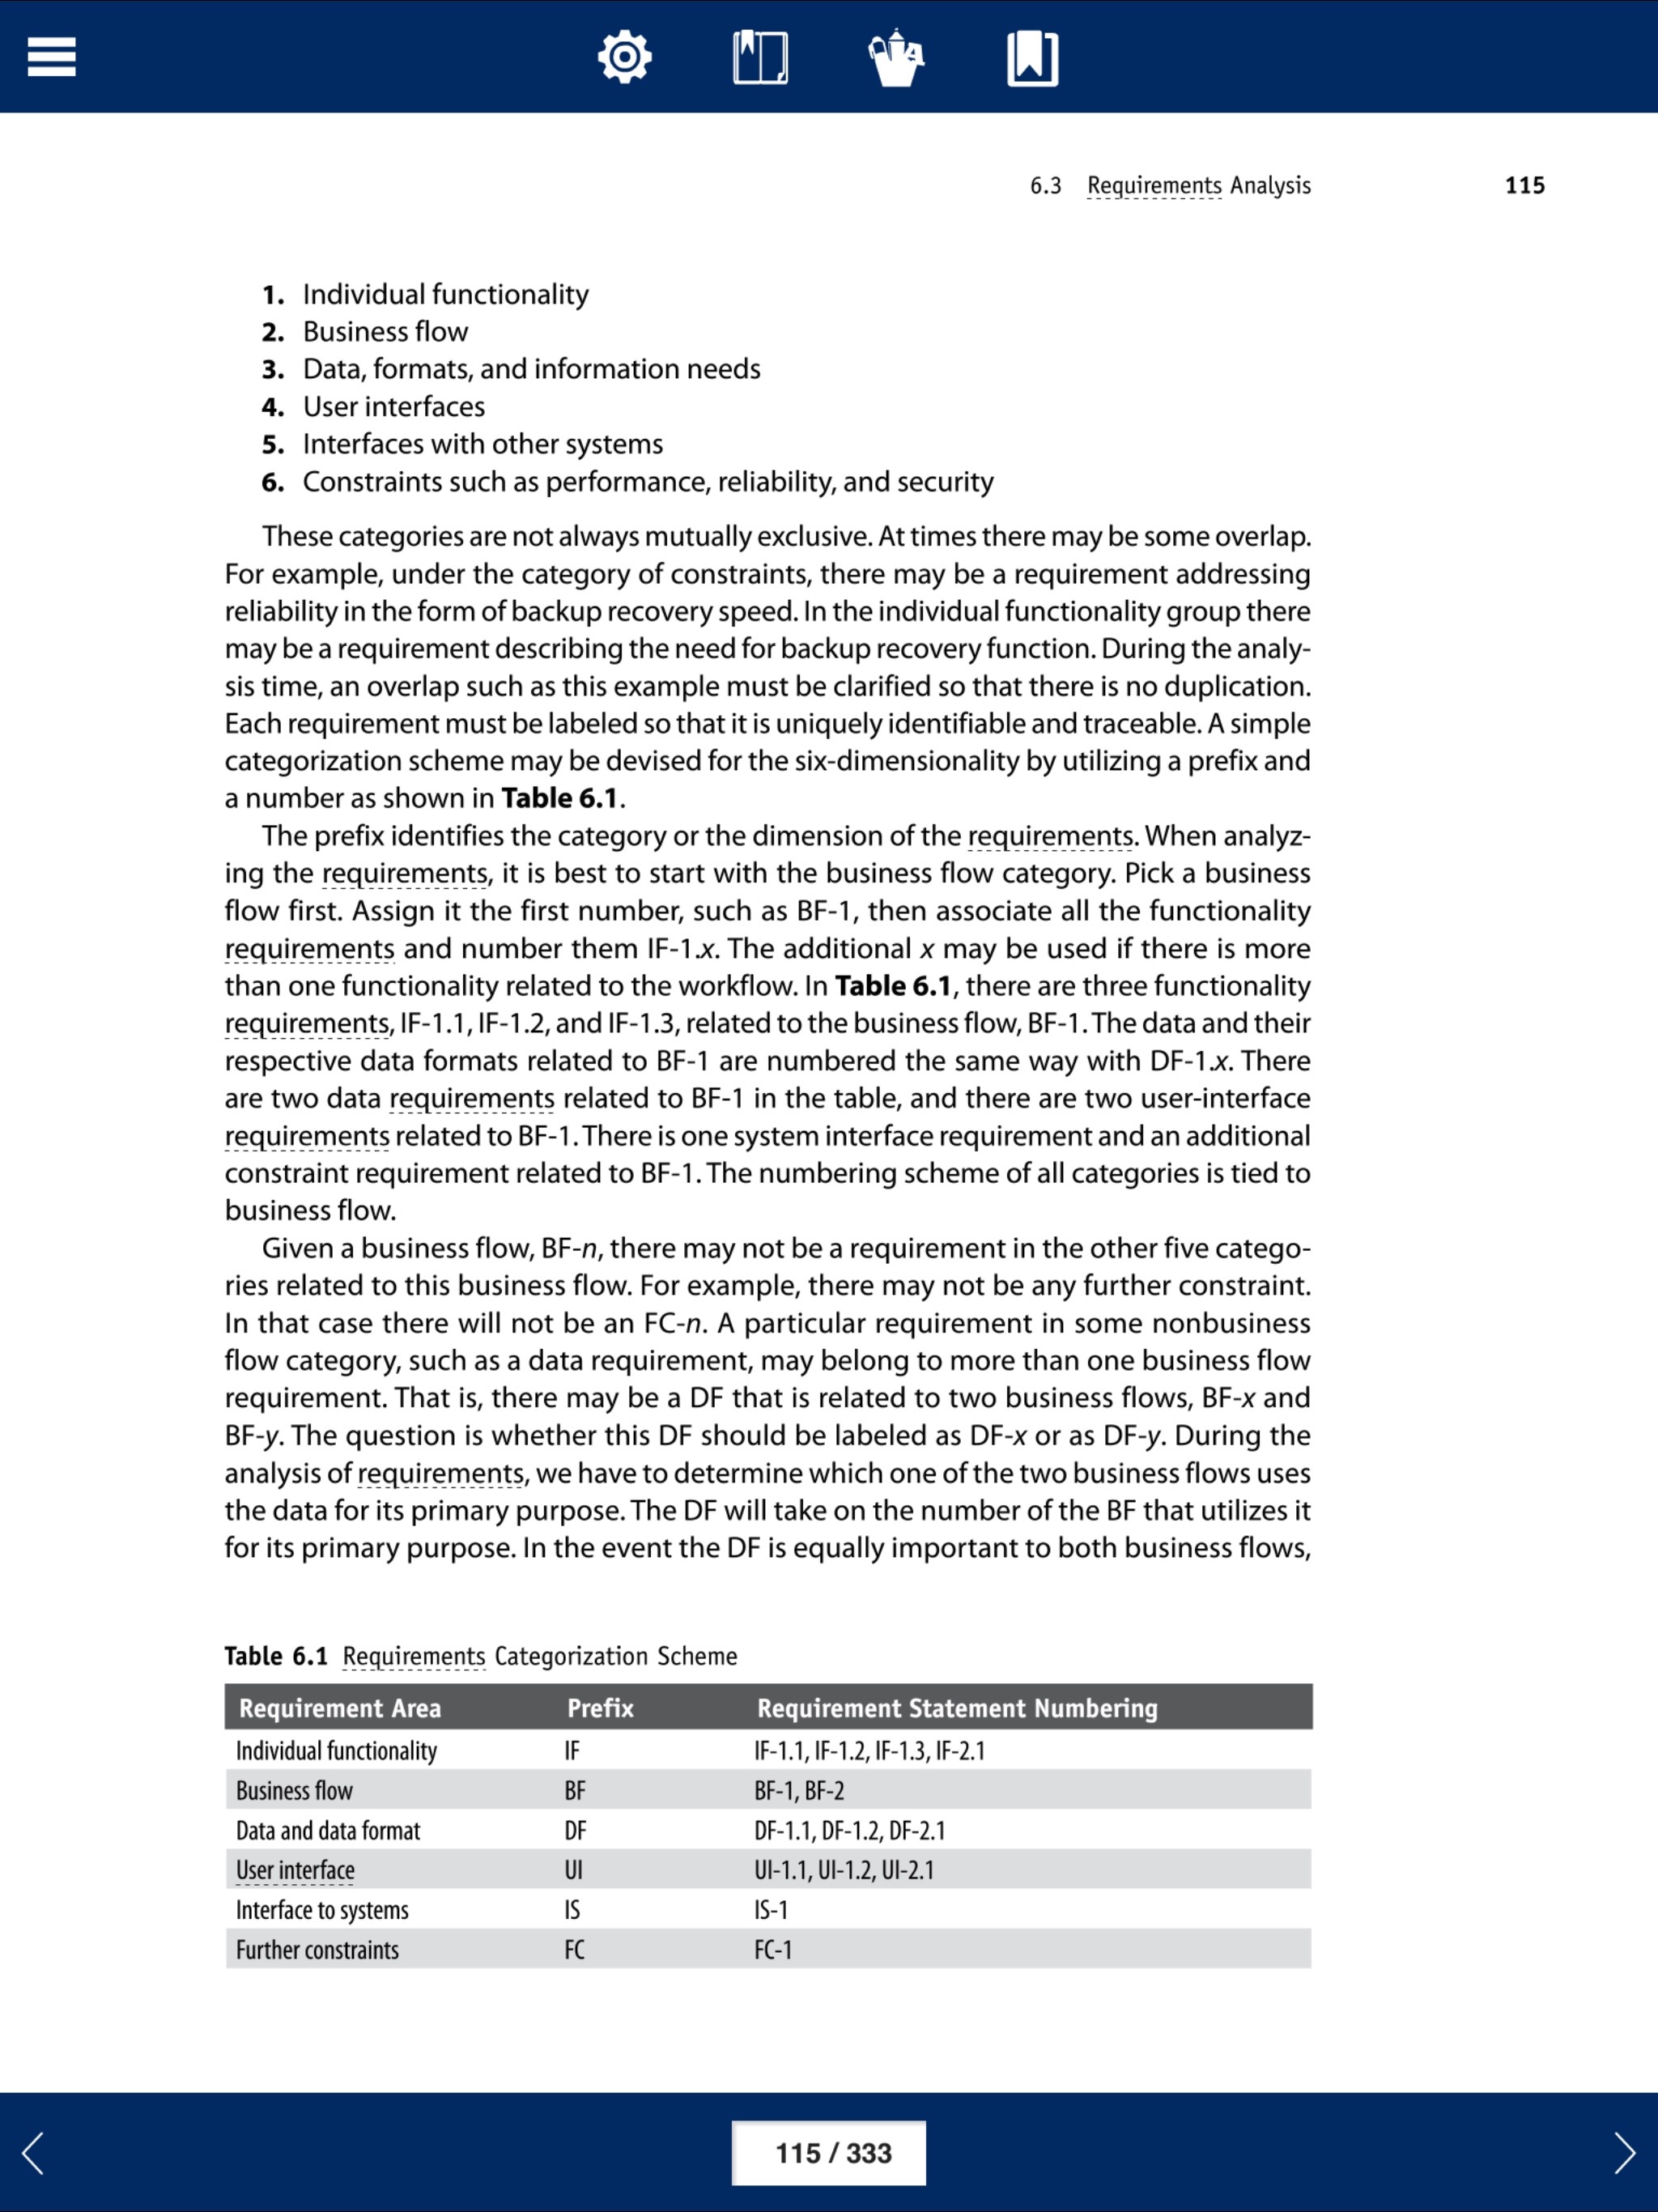 6.3 Requirements Analysis 115
1. Individual functionality
2. Business flow
3. Data, formats, and information needs
4. User interfaces
5. Interfaces with other systems
6. Constraints such as performance, reliability, and security
These categories are not always mutually exclusive. At times there may be some overlap.
For example, under the category of constraints, there may be a requirement addressing
reliability in the form of backup recovery speed. In the individual functionality group there
may be a requirement describing the need for backup recovery function. During the analy-
sis time, an overlap such as this example must be clarified so that there is no duplication.
Each requirement must be labeled so that it is uniquely identifiable and traceable. A simple
categorization scheme may be devised for the six-dimensionality by utilizing a prefix and
a number as shown in Table 6.1.
The prefix identifies the category or the dimension of the requirements. When analyz-
ing the requirements, it is best to start with the business flow category. Pick a business
flow first. Assign it the first number, such as BF-1, then associate all the functionality
requirements and number them IF-1.x. The additional x may be used if there is more
than one functionality related to the workflow. In Table 6.1, there are three functionality
requirements, IF-1.1, IF-1.2, and IF-1.3, related to the business flow, BF-1. The data and their
respective data formats related to BF-1 are numbered the same way with DF-1.x. There
are two data requirements related to BF-1 in the table, and there are two user-interface
requirements related to BF-1. There is one system interface requirement and an additional
constraint requirement related to BF-1. The numbering scheme of all categories is tied to
business flow.
Given a business flow, BF-n, there may not be a requirement in the other five catego-
ries related to this business flow. For example, there may not be any further constraint.
In that case there will not be an FC-n. A particular requirement in some nonbusiness
flow category, such as a data requirement, may belong to more than one business flow
requirement. That is, there may be a DF that is related to two business flows, BF-x and
BF-y. The question is whether this DF should be labeled as DF-x or as DF-y. During the
analysis of requirements, we have to determine which one of the two business flows uses
the data for its primary purpose. The DF will take on the number of the BF that utilizes it
for its primary purpose. In the event the DF is equally important to both business flows,
Table 6.1 Requirements Categorization Scheme
Requirement Area Prefix Requirement Statement Numbering
Individual functionality IF IF-1.1, IF-1.2, IF-1.3, IF-2.1
Business flow BF BF-1, BF-2
Data and data format DF DF-1.1, DF-1.2, DF-2.1
User interface UI UI-1.1, UI-1.2, UI-2.1
Interface to systems IS IS-1
Further constraints FC FC-1
115 / 333